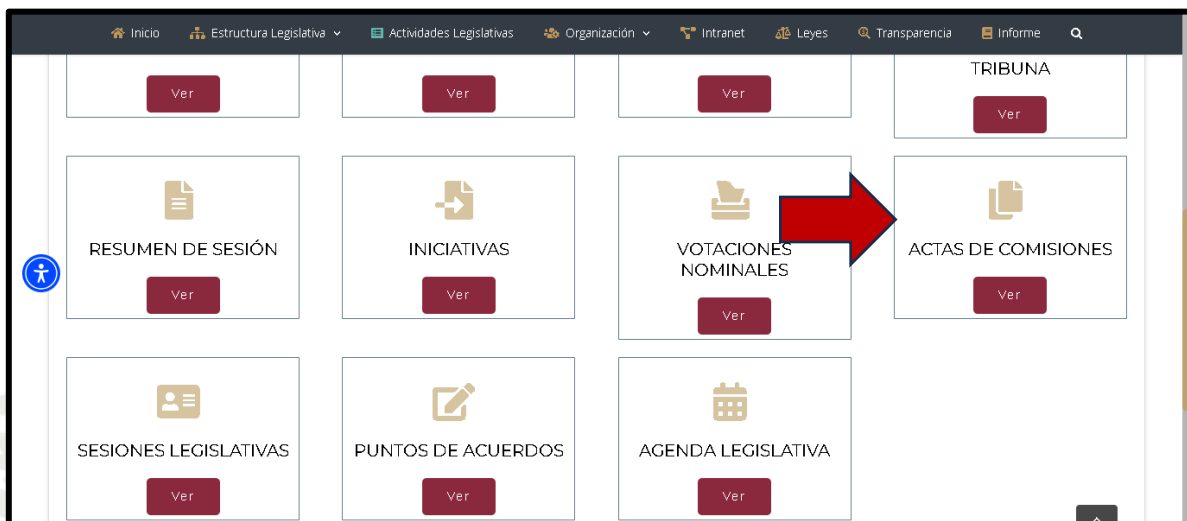 Inicio Estructura Legislativa Actividades Legislativas Organización Intranet Leyes Transparencia Informe
TRIBUNA
Ver Ver Ver Ver
RESUMEN DE SESIÓN
Ver
INICIATIVAS
Ver
VOTACIONES
NOMINALES
Ver
ACTAS DE COMISIONES
Ver
SESIONES LEGISLATIVAS
Ver
PUNTOS DE ACUERDOS
Ver
AGENDA LEGISLATIVA
Ver